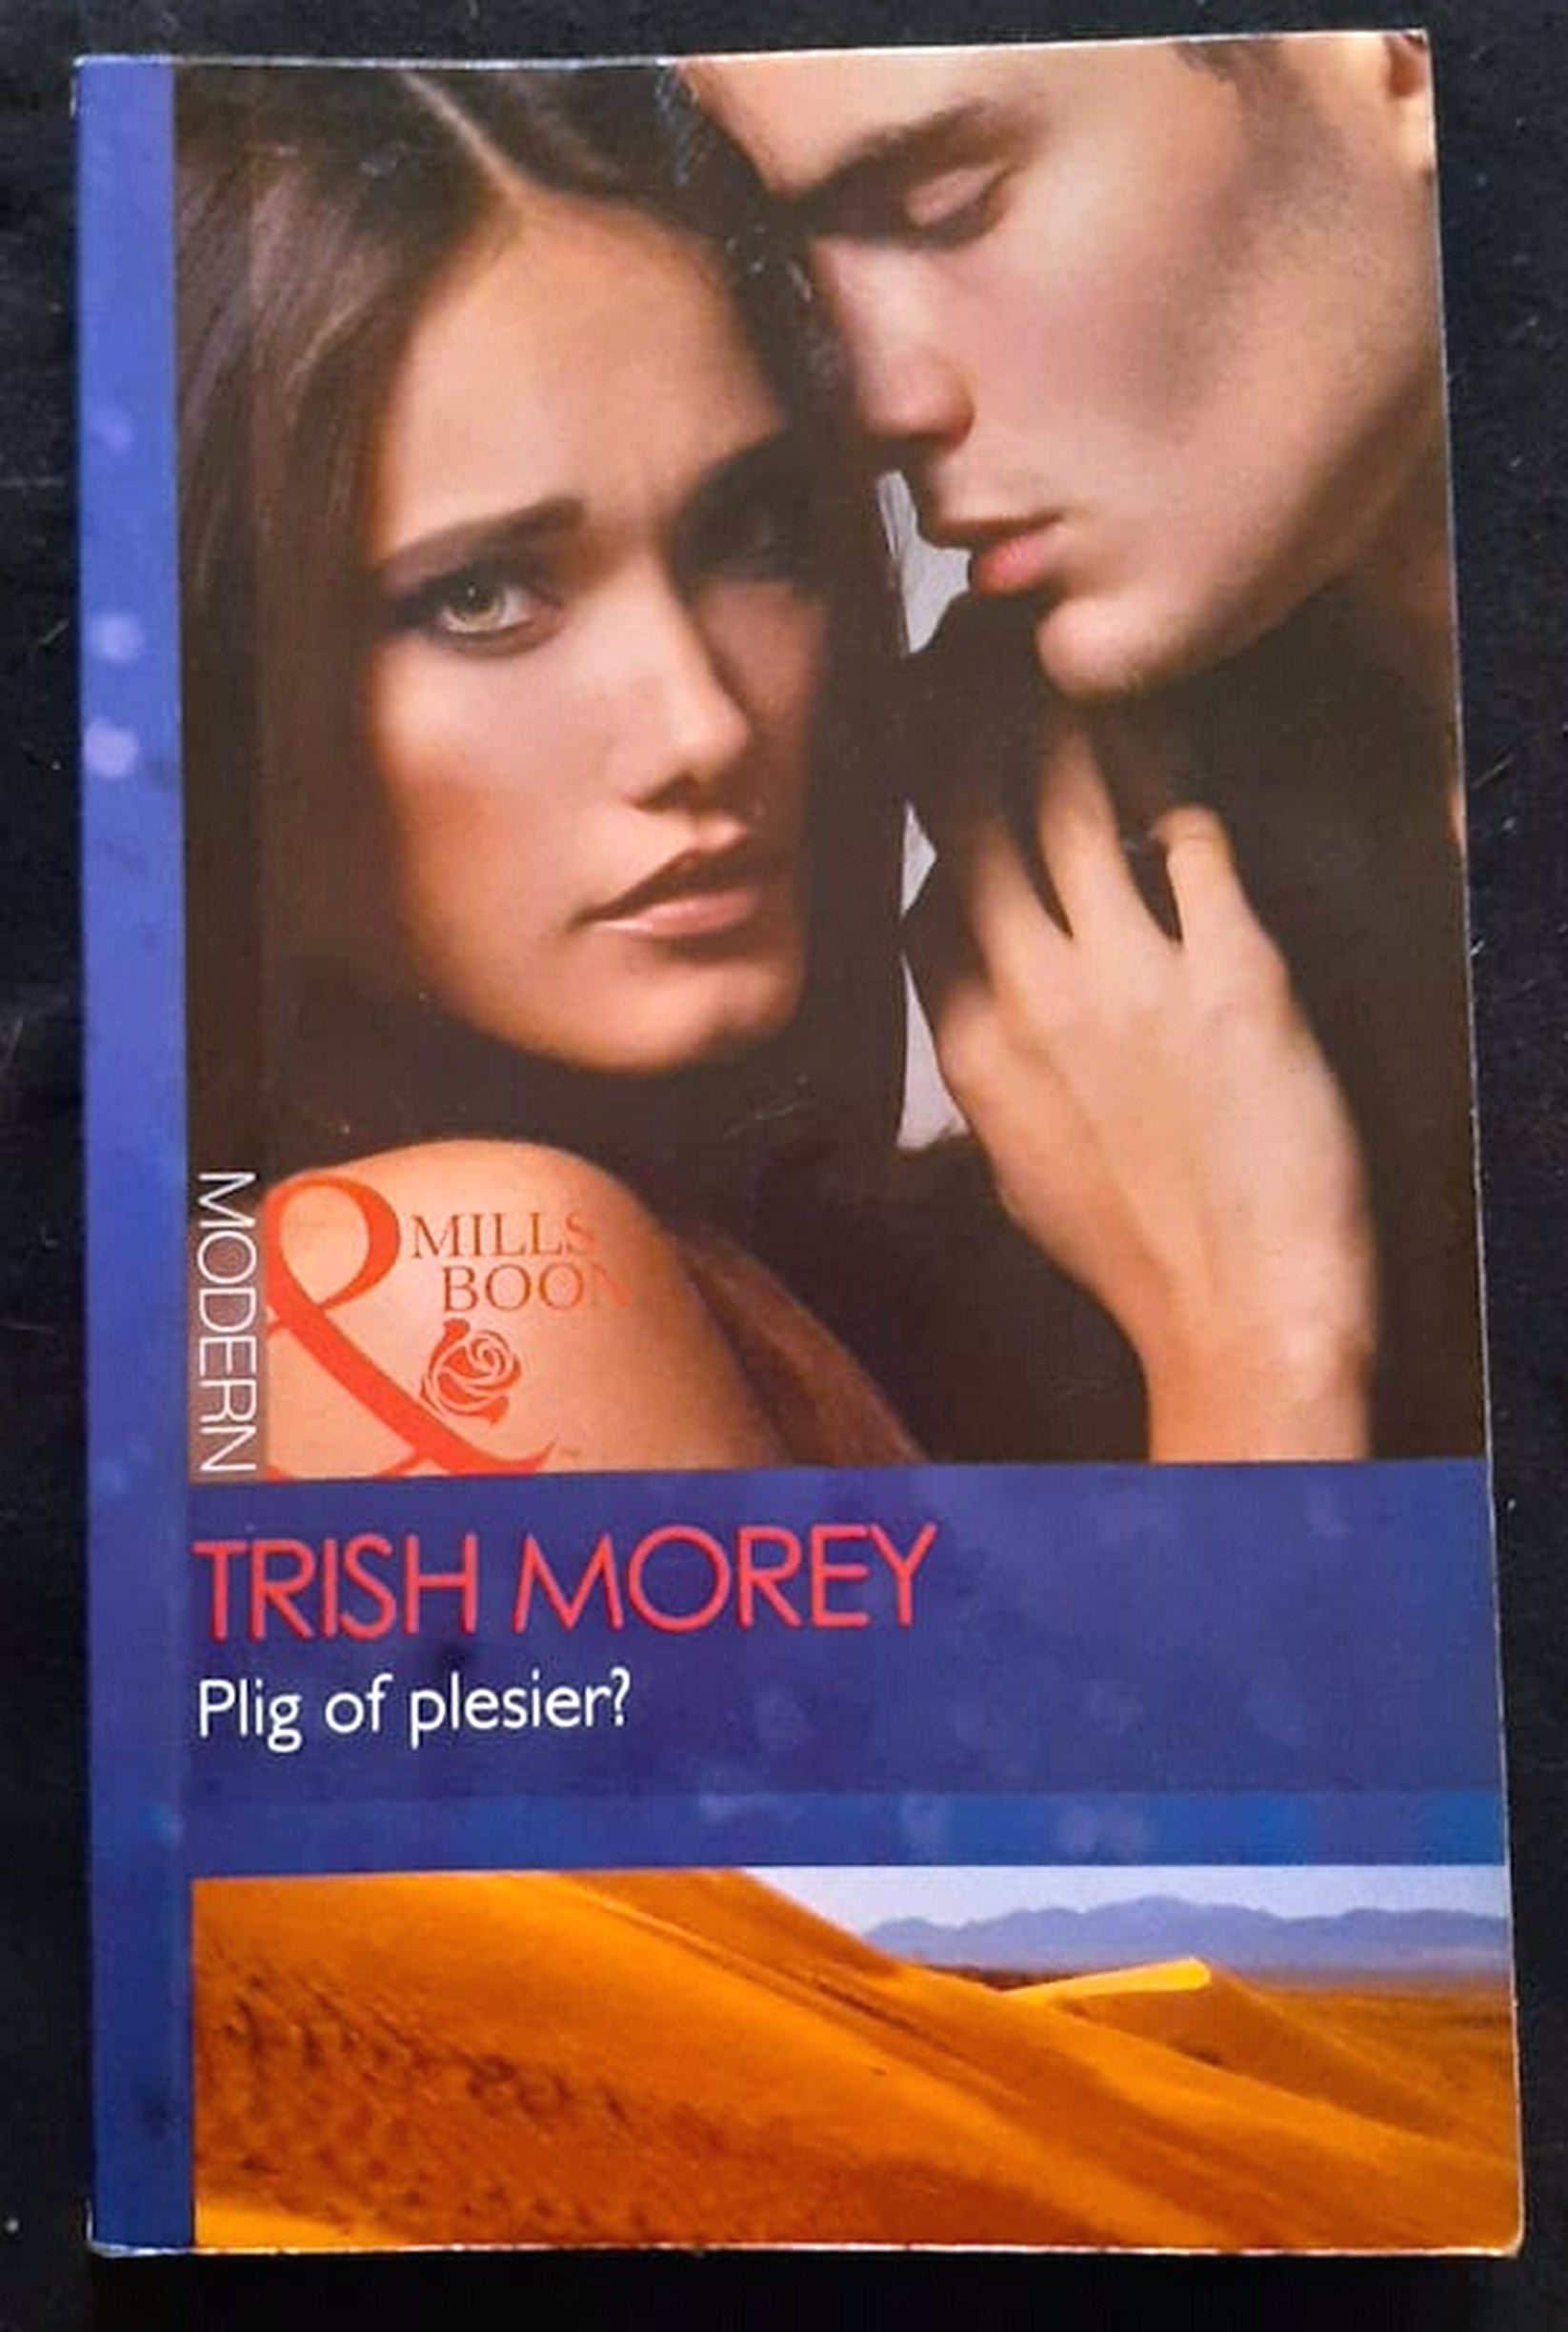 MODERN
MILLS
&
BOON
TRISH MOREY
Plig of plesier?